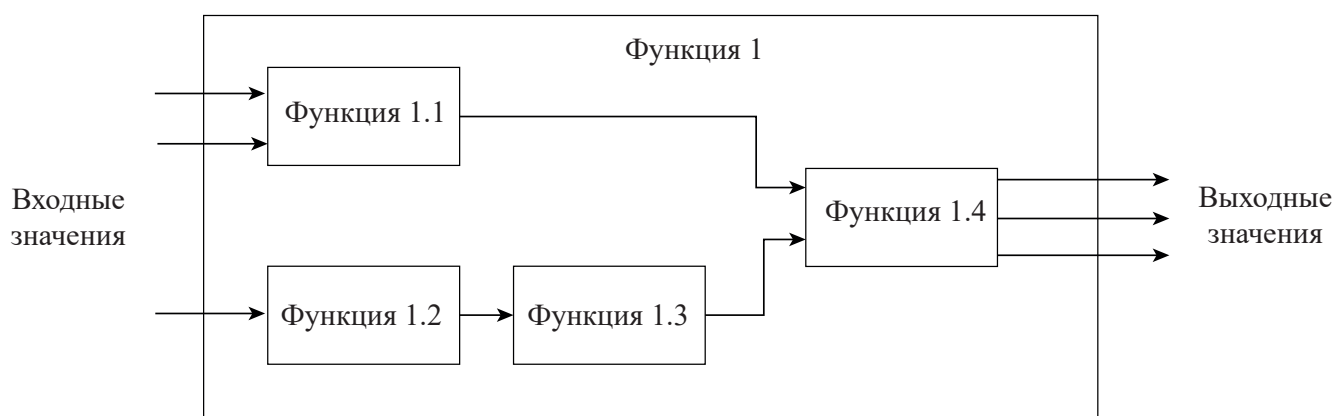 Функция 1
Функция 1.1
Входные
значения
Функция 1.4
Выходные
значения
Функция 1.2
Функция 1.3